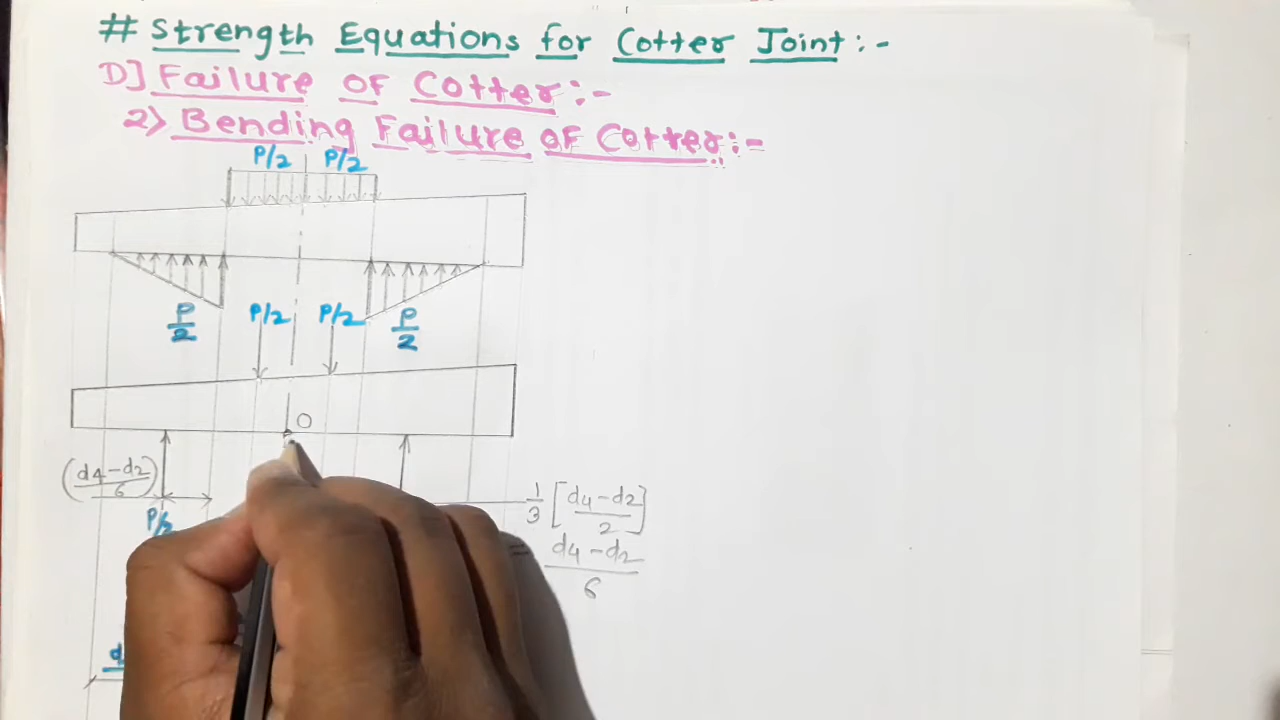 # Strength Equations for Cotter Joint:-
D] Failure of Cotter:-
2) Bending Failure of Cotter:-
P/2 P/2
P/2 P/2 P/2 P/2
O
(d4-d2/6)
1/3 [d4-d2/2]
P/2
= d4-d2/6